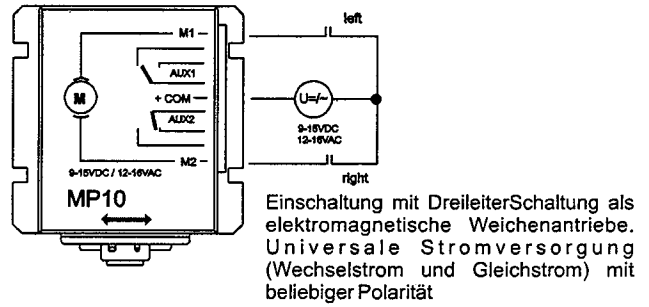 left
M1
AUX1
M
+ COM
U=/~
AUX2
9-15VDC
12-16VAC
M2
9-15VDC / 12-16VAC
right
MP10
Einschaltung mit DreileiterSchaltung als
elektromagnetische Weichenantriebe.
Universale Stromversorgung
(Wechselstrom und Gleichstrom) mit
beliebiger Polarität